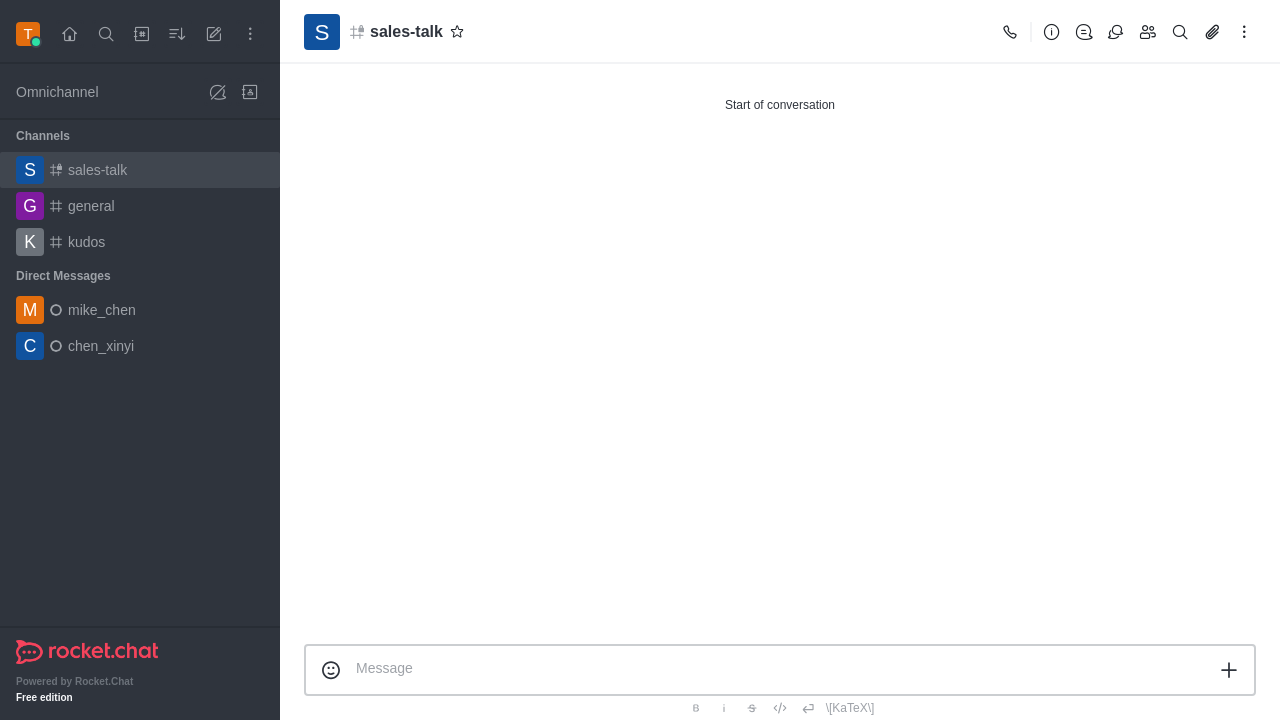 T
Omnichannel
Channels
S sales-talk
G general
K kudos
Direct Messages
M mike_chen
C chen_xinyi
rocket.chat
Powered by Rocket.Chat
Free edition
S sales-talk
Start of conversation
Message
B i S \[KaTeX\]